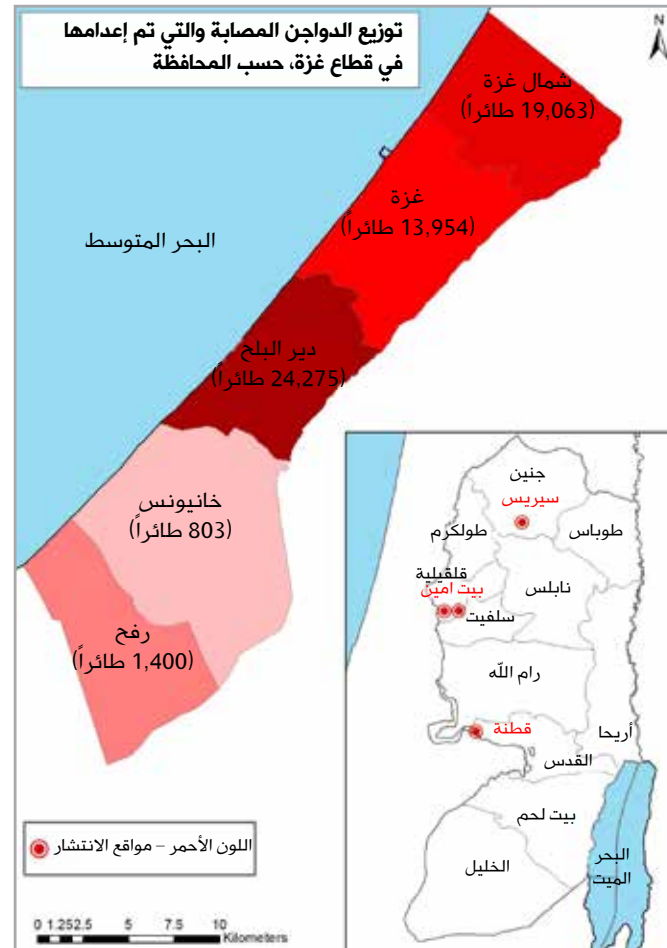 توزيع الدواجن المصابة والتي تم إعدامها
في قطاع غزة، حسب المحافظة
N
شمال غزة
(19,063 طائراً)
غزة
(13,954 طائراً)
البحر المتوسط
دير البلح
(24,275 طائراً)
خانيونس
(803 طائراً)
رفح
(1,400 طائراً)
جنين
سيريس
طوباس
طولكرم
قلقيلية
بيت امين
نابلس
سلفيت
رام الله
قطنة
أريحا
القدس
بيت لحم
الخليل
البحر
الميت
اللون الأحمر – مواقع الانتشار
0 1.252.5 5 7.5 10
Kilometers